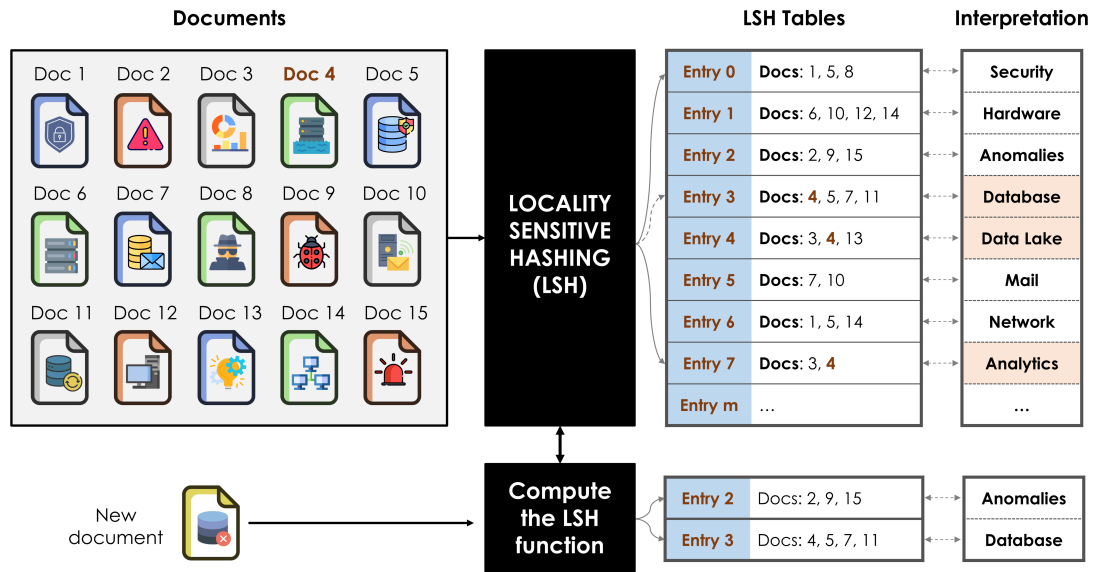 Documents
LSH Tables
Interpretation
Doc 1
Doc 2
Doc 3
Doc 4
Doc 5
Doc 6
Doc 7
Doc 8
Doc 9
Doc 10
Doc 11
Doc 12
Doc 13
Doc 14
Doc 15
LOCALITY
SENSITIVE
HASHING
(LSH)
Entry 0 Docs: 1, 5, 8 Security
Entry 1 Docs: 6, 10, 12, 14 Hardware
Entry 2 Docs: 2, 9, 15 Anomalies
Entry 3 Docs: 4, 5, 7, 11 Database
Entry 4 Docs: 3, 4, 13 Data Lake
Entry 5 Docs: 7, 10 Mail
Entry 6 Docs: 1, 5, 14 Network
Entry 7 Docs: 3, 4 Analytics
Entry m ... ...
New
document
Compute
the LSH
function
Entry 2 Docs: 2, 9, 15 Anomalies
Entry 3 Docs: 4, 5, 7, 11 Database